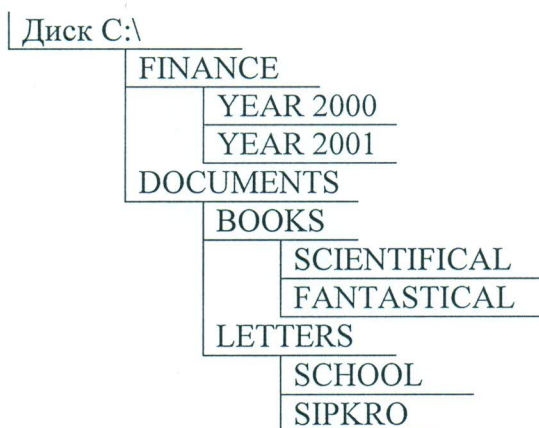 Диск C:\
FINANCE
YEAR 2000
YEAR 2001
DOCUMENTS
BOOKS
SCIENTIFICAL
FANTASTICAL
LETTERS
SCHOOL
SIPKRO